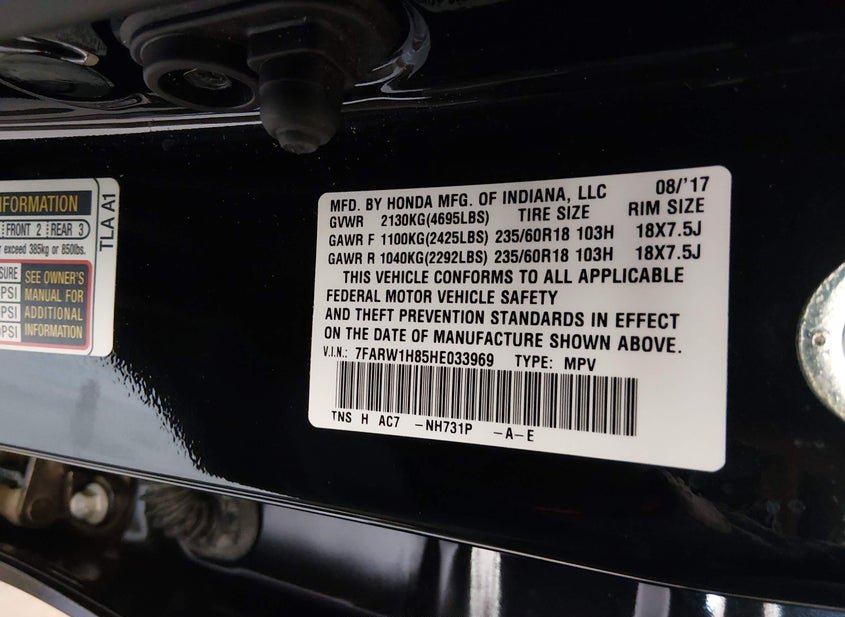 NFORMATION
FRONT 2 REAR 3
r exceed 385kg or 850lbs.
SURE
PSI
PSI
PSI
SEE OWNER'S
MANUAL FOR
ADDITIONAL
INFORMATION
TLA A1
MFD. BY HONDA MFG. OF INDIANA, LLC 08/'17
GVWR 2130KG(4695LBS) TIRE SIZE RIM SIZE
GAWR F 1100KG(2425LBS) 235/60R18 103H 18X7.5J
GAWR R 1040KG(2292LBS) 235/60R18 103H 18X7.5J
THIS VEHICLE CONFORMS TO ALL APPLICABLE
FEDERAL MOTOR VEHICLE SAFETY
AND THEFT PREVENTION STANDARDS IN EFFECT
ON THE DATE OF MANUFACTURE SHOWN ABOVE.
V.I.N.: 7FARW1H85HE033969 TYPE: MPV
TNS H AC7 -NH731P -A-E